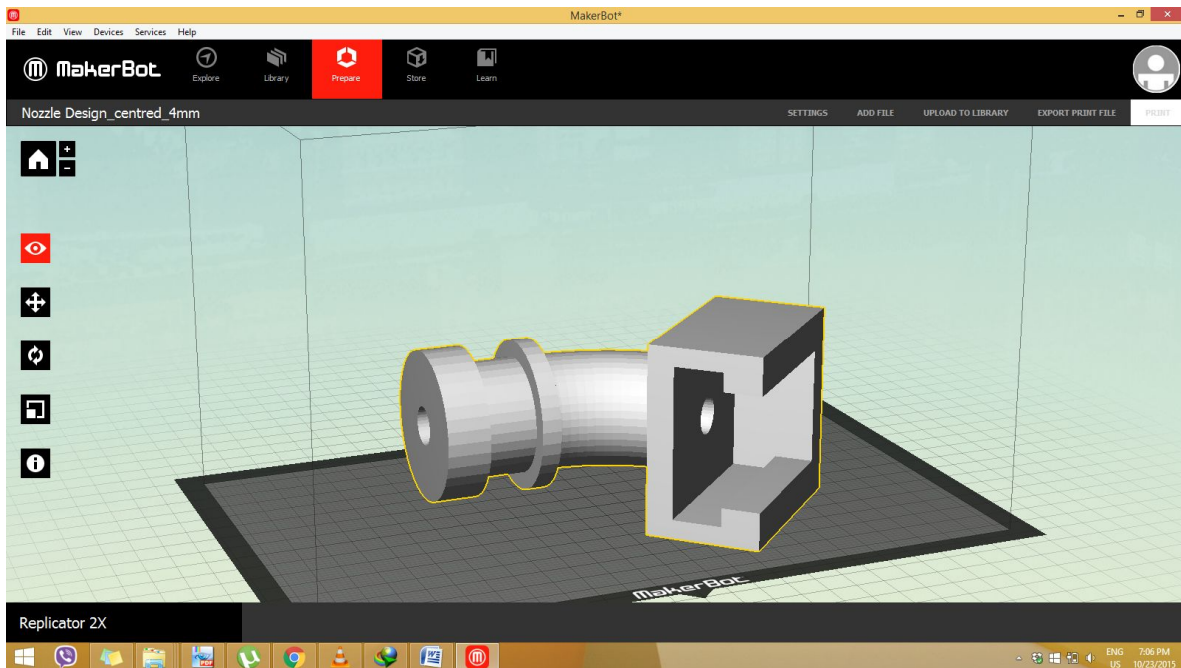 MakerBot*
File Edit View Devices Services Help
MakerBot
Explore Library Prepare Store Learn
Nozzle Design_centred_4mm
SETTINGS ADD FILE UPLOAD TO LIBRARY EXPORT PRINT FILE PRINT
MakerBot
Replicator 2X
PDF
ENG 7:06 PM
US 10/23/2015